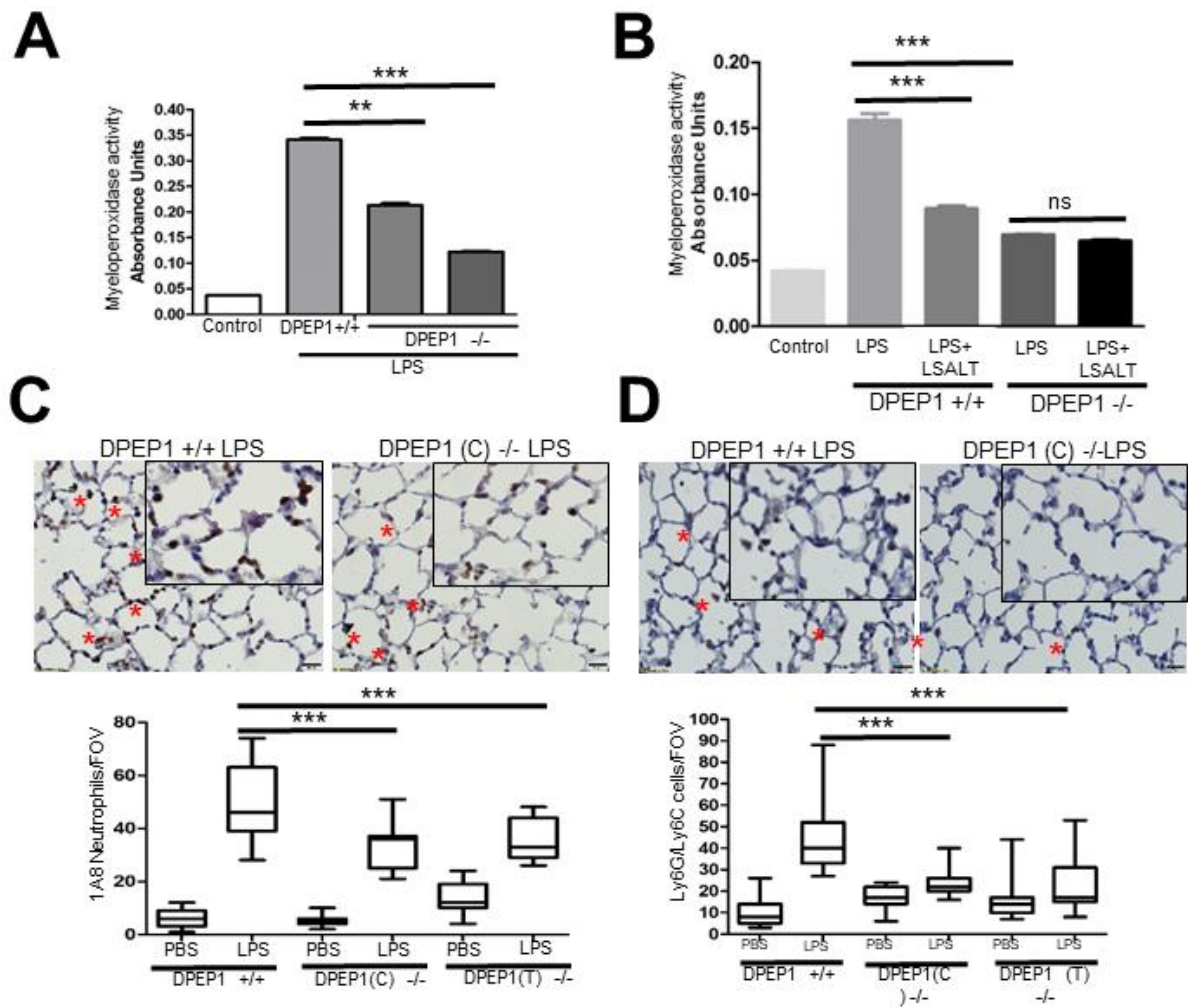 A
***
**
Myeloperoxidase activity
Absorbance Units
0.40
0.35
0.30
0.25
0.20
0.15
0.10
0.05
0.00
Control
DPEP1+/+
DPEP1 -/-
LPS
B
***
***
ns
Myeloperoxidase activity
Absorbance Units
0.20
0.15
0.10
0.05
0.00
Control
LPS
LPS+
LSALT
LPS
LPS+
LSALT
DPEP1 +/+
DPEP1 -/-
C
DPEP1 +/+ LPS
DPEP1 (C) -/- LPS
* * * * *
* * * *
***
***
1A8 Neutrophils/FOV
80
60
40
20
0
PBS
LPS
PBS
LPS
PBS
LPS
DPEP1 +/+
DPEP1(C) -/-
DPEP1(T) -/-
D
DPEP1 +/+ LPS
DPEP1 (C) -/-LPS
* * *
* *
***
***
Ly6G/Ly6C cells/FOV
100
90
80
70
60
50
40
30
20
10
0
PBS
LPS
PBS
LPS
PBS
LPS
DPEP1 +/+
DPEP1(C
) -/-
DPEP1 (T)
-/-